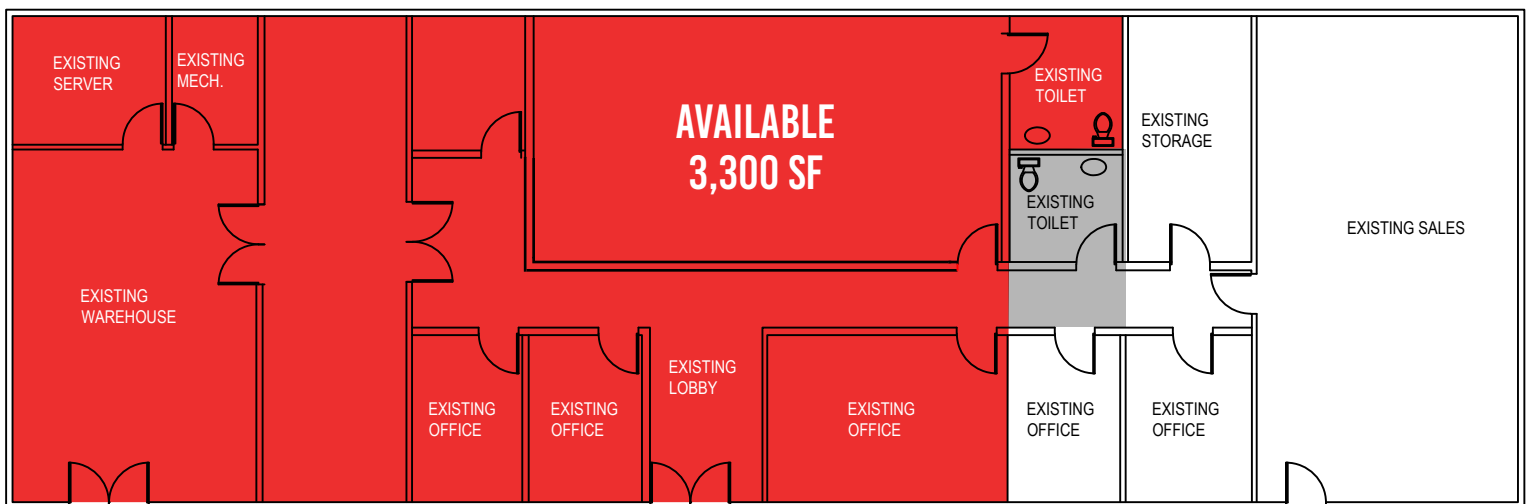 EXISTING
SERVER
EXISTING
MECH.
AVAILABLE
3,300 SF
EXISTING
TOILET
EXISTING
STORAGE
EXISTING
TOILET
EXISTING SALES
EXISTING
WAREHOUSE
EXISTING
LOBBY
EXISTING
OFFICE
EXISTING
OFFICE
EXISTING
OFFICE
EXISTING
OFFICE
EXISTING
OFFICE